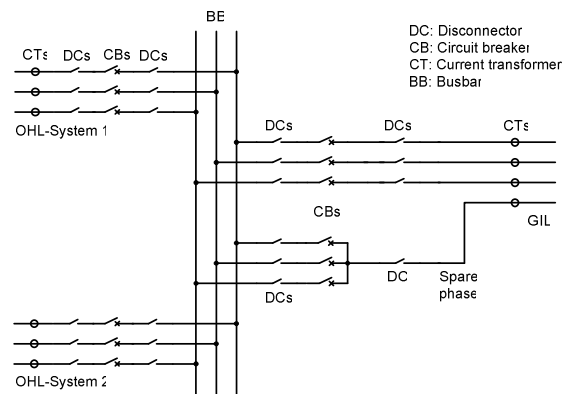 BB
DC: Disconnector
CB: Circuit breaker
CT: Current transformer
BB: Busbar
CTs DCs CBs DCs
OHL-System 1
DCs DCs CTs
CBs
GIL
DCs
DC Spare
phase
OHL-System 2